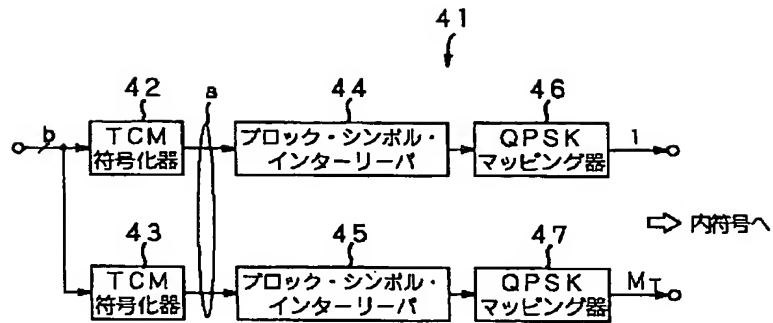 41
42
a
44
46
b
TCM
符号化器
ブロック・シンボル・
インターリーバ
QPSK
マッピング器
1
43
45
47
⇨ 内符号へ
TCM
符号化器
ブロック・シンボル・
インターリーバ
QPSK
マッピング器
MT